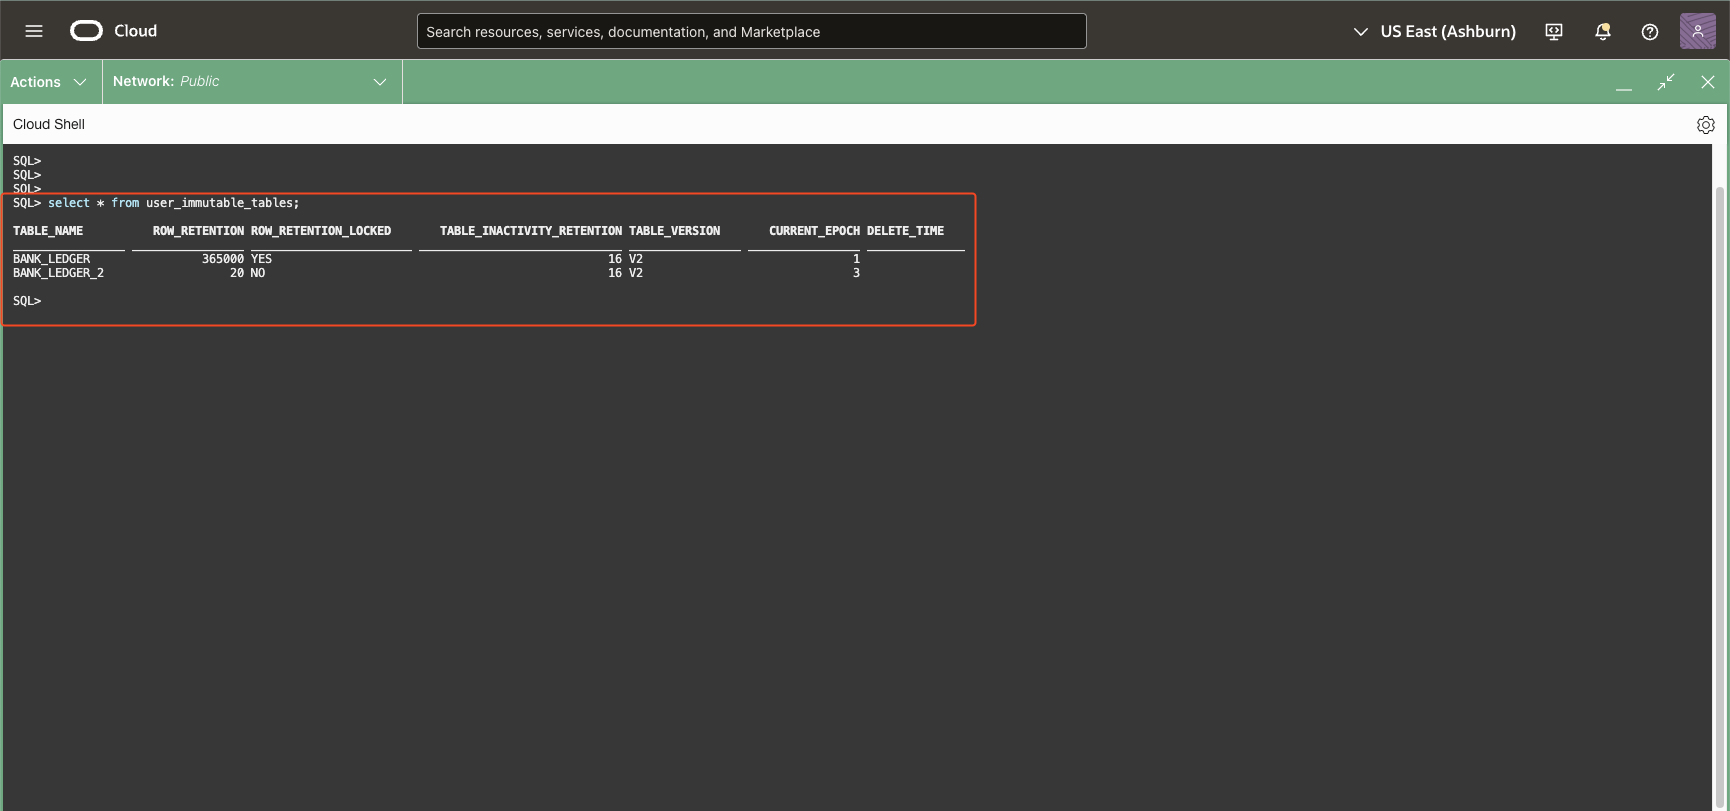 Cloud
Search resources, services, documentation, and Marketplace
US East (Ashburn)
Actions
Network: Public
Cloud Shell
SQL>
SQL>
SQL>
SQL> select * from user_immutable_tables;
TABLE_NAME ROW_RETENTION ROW_RETENTION_LOCKED TABLE_INACTIVITY_RETENTION TABLE_VERSION CURRENT_EPOCH DELETE_TIME
BANK_LEDGER 365000 YES 16 V2 1
BANK_LEDGER_2 20 NO 16 V2 3
SQL>